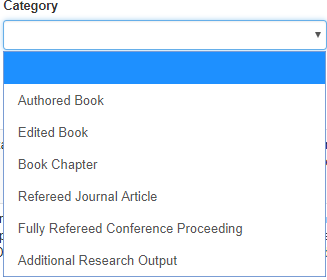 Category
Authored Book
Edited Book
Book Chapter
Refereed Journal Article
Fully Refereed Conference Proceeding
Additional Research Output